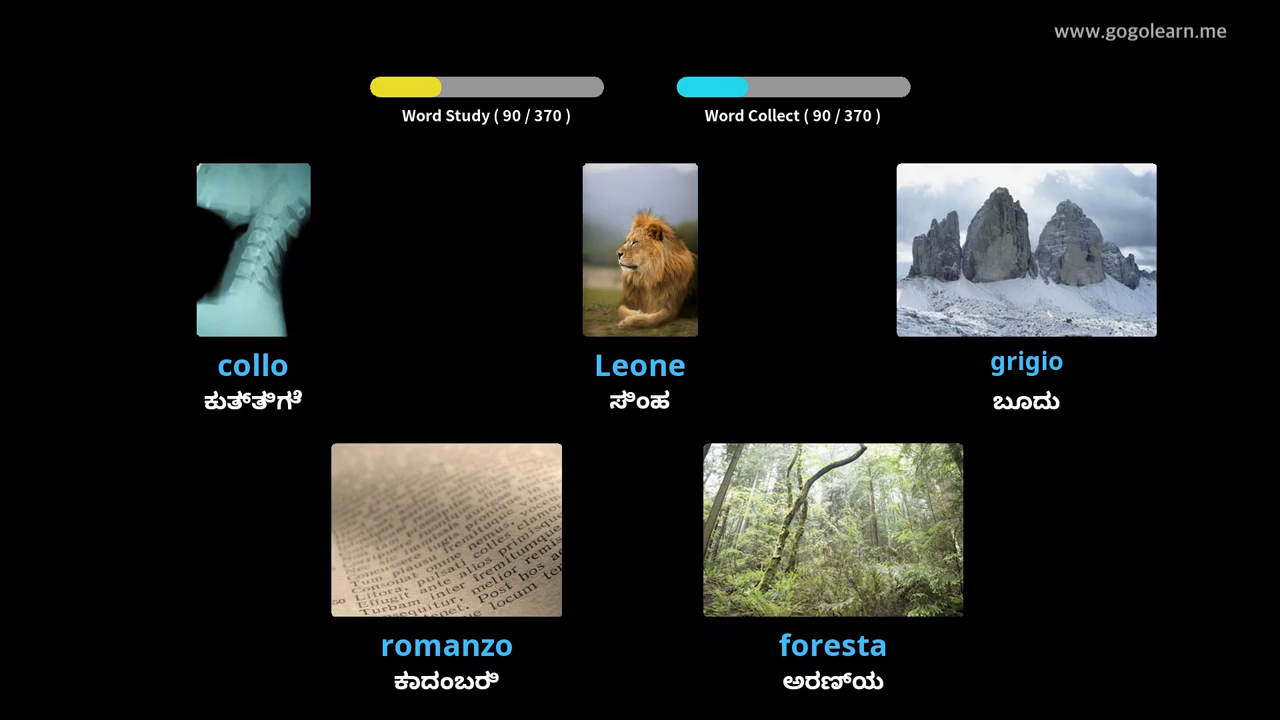 www.gogolearn.me
Word Study ( 90 / 370 )
Word Collect ( 90 / 370 )
collo
ಕುತ್ತಿಗೆ
Leone
ಸಿಂಹ
grigio
ಬೂದು
romanzo
ಕಾದಂಬರಿ
foresta
ಅರಣ್ಯ